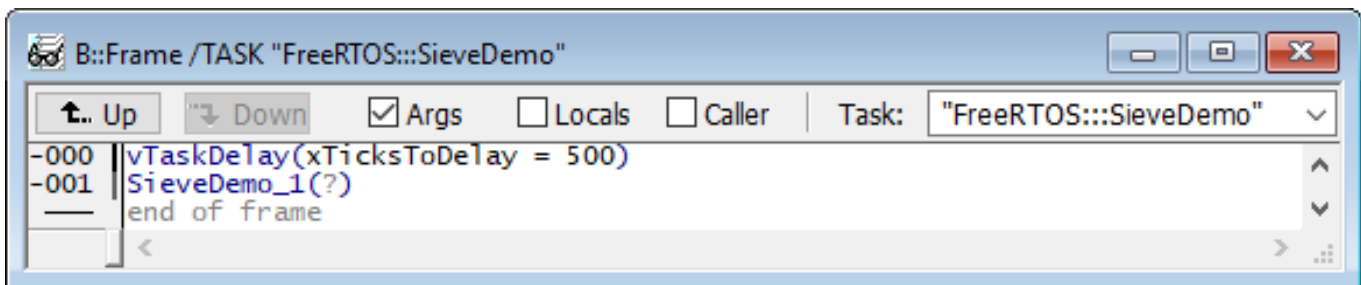 B::Frame /TASK "FreeRTOS:::SieveDemo"
Up Down Args Locals Caller Task: "FreeRTOS:::SieveDemo"
-000 vTaskDelay(xTicksToDelay = 500)
-001 SieveDemo_1(?)
end of frame